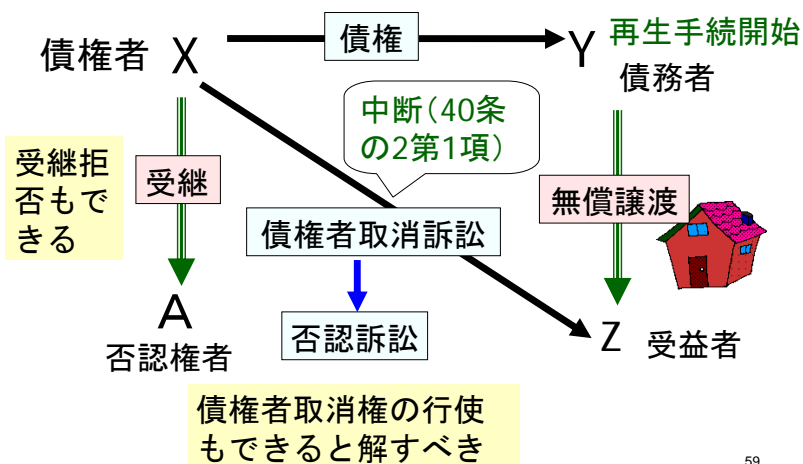 債権
Y 再生手続開始
債権者 X
債務者
中断(40条
の2第1項)
受継拒
否もで
きる
受継
無償譲渡
債権者取消訴訟
A
否認権者
否認訴訟
Z 受益者
債権者取消権の行使
もできると解すべき
59